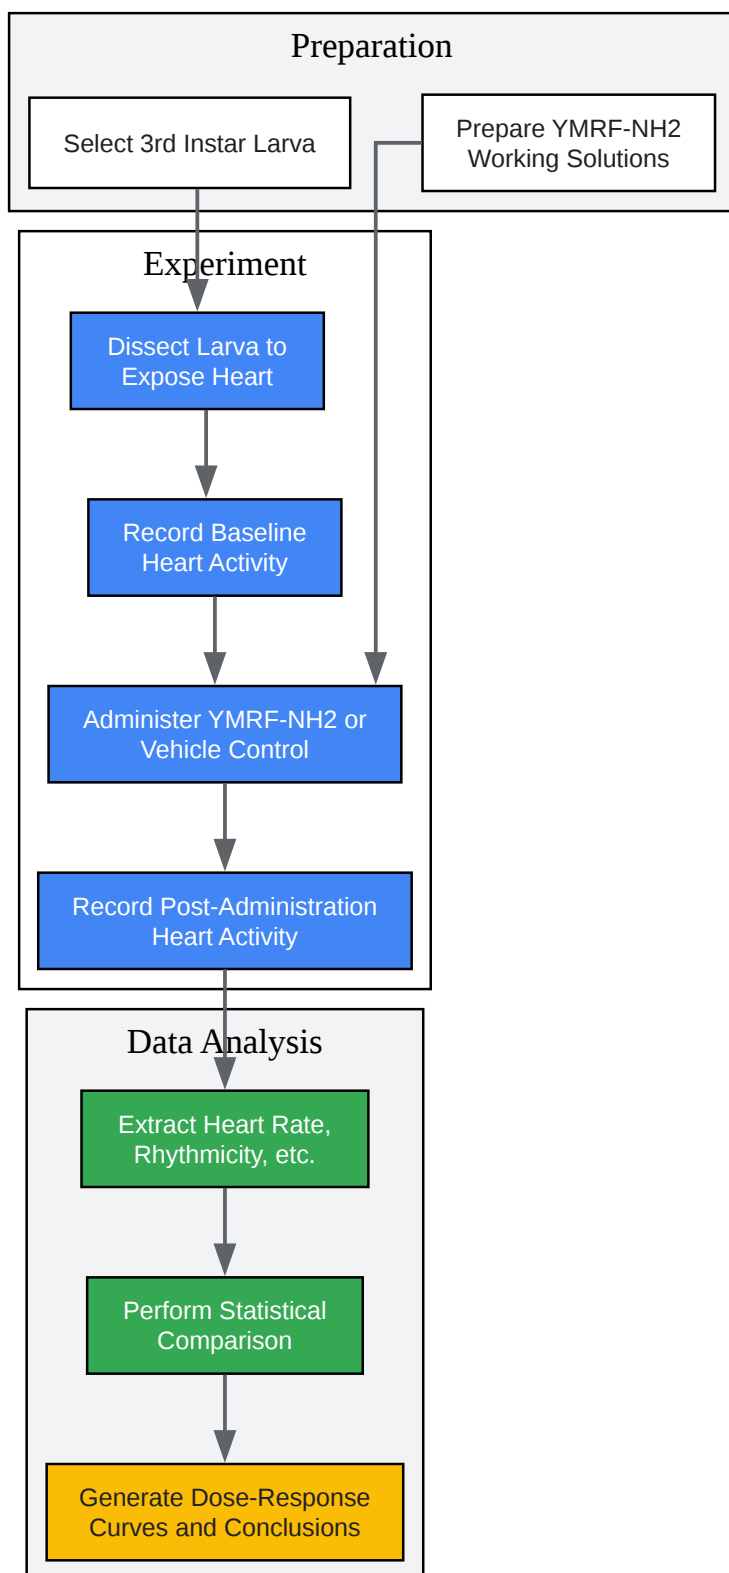 Preparation
Select 3rd Instar Larva
Prepare YMRF-NH2
Working Solutions
Experiment
Dissect Larva to
Expose Heart
Record Baseline
Heart Activity
Administer YMRF-NH2 or
Vehicle Control
Record Post-Administration
Heart Activity
Data Analysis
Extract Heart Rate,
Rhythmicity, etc.
Perform Statistical
Comparison
Generate Dose-Response
Curves and Conclusions